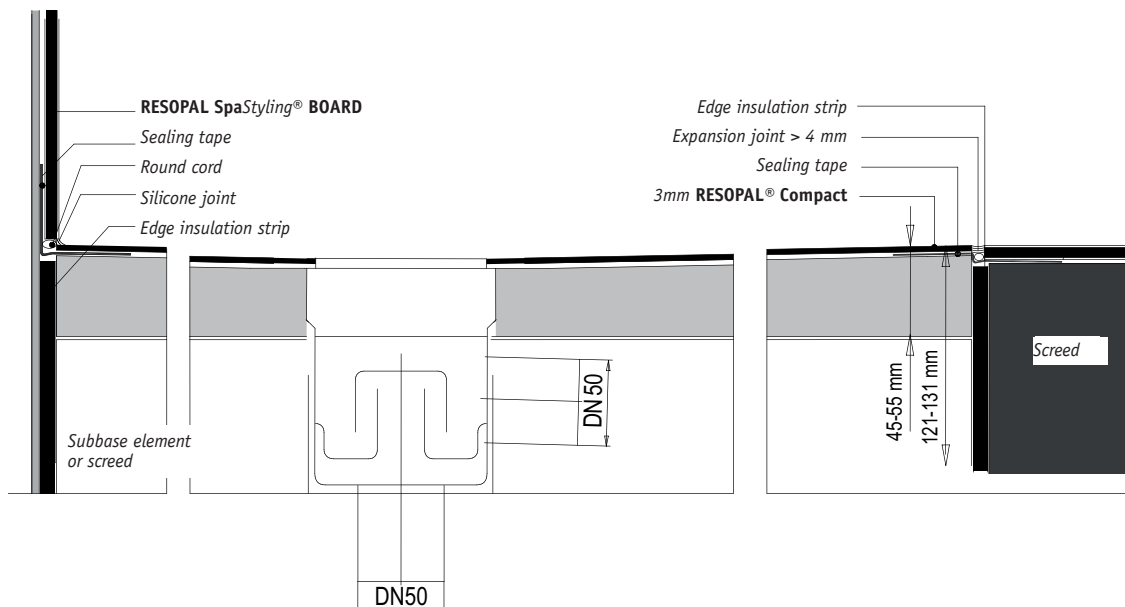 RESOPAL SpaStyling® BOARD
Sealing tape
Round cord
Silicone joint
Edge insulation strip
Edge insulation strip
Expansion joint > 4 mm
Sealing tape
3mm RESOPAL® Compact
Subbase element
or screed
DN 50
DN50
45-55 mm
121-131 mm
Screed